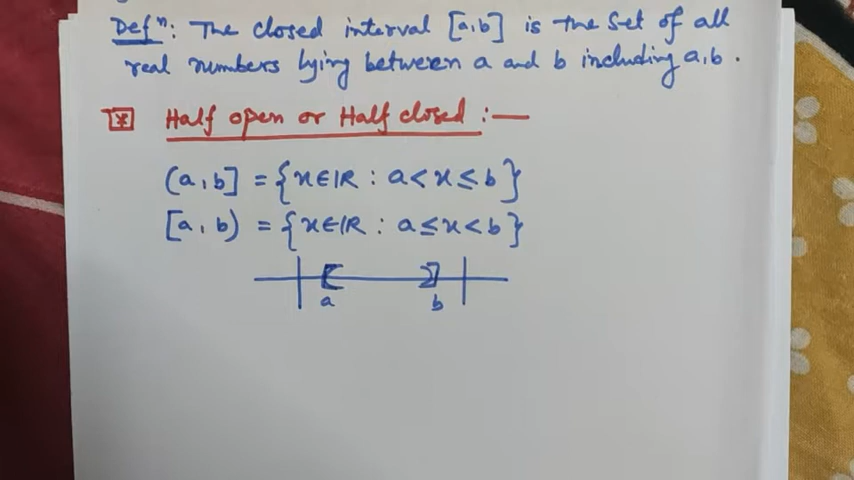 Defⁿ: The closed interval [a,b] is the set of all
real numbers lying between a and b including a,b.
* Half open or Half closed :—
(a,b] = {x∈ℝ : a<x≤b}
[a,b) = {x∈ℝ : a≤x<b}
a b